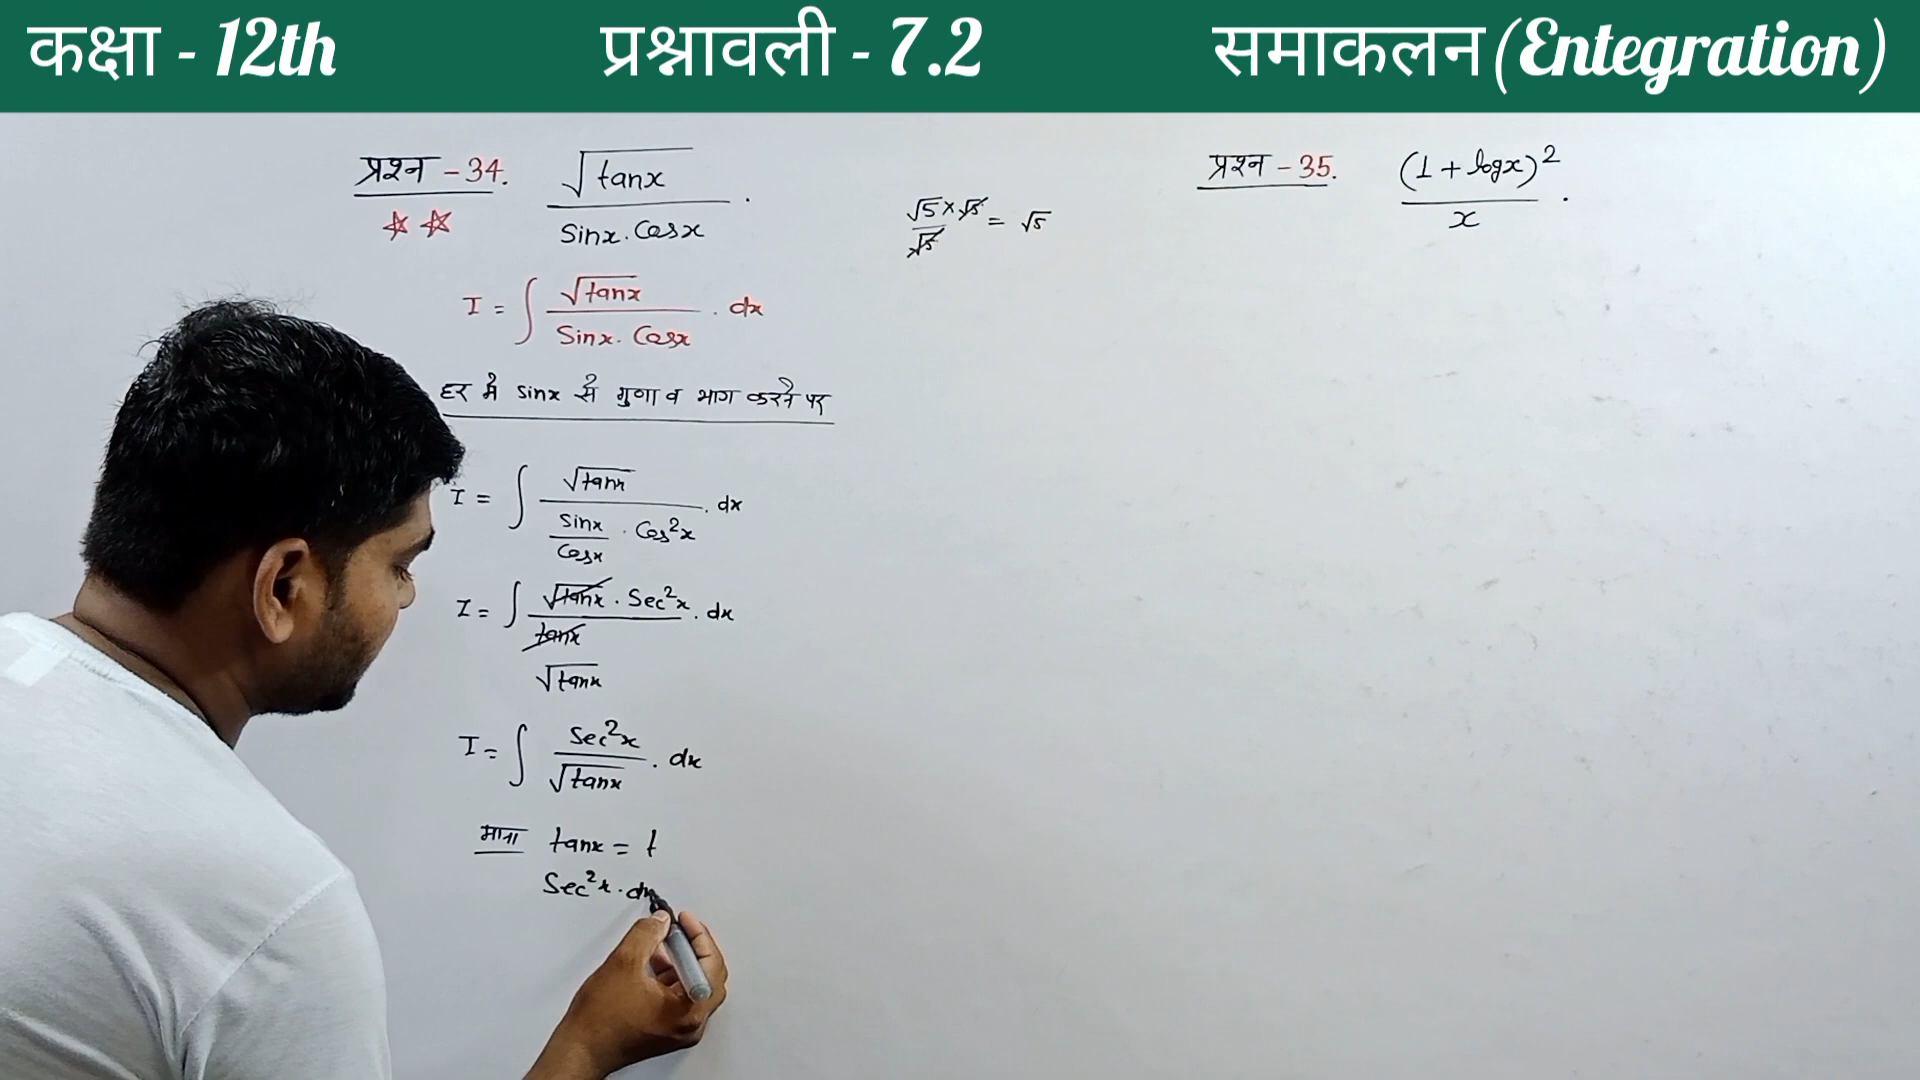 कक्षा - 12th प्रश्नावली - 7.2 समाकलन (Entegration)
प्रश्न - 34. √tanx / Sinx. Cosx .
I = ∫ √tanx / Sinx. Cosx . dx
हर मे sinx से गुणा व भाग करने पर
I = ∫ √tanx / (sinx / Cosx . Cos²x) . dx
I = ∫ √tanx . Sec²x / tanx . dx
√tanx
I = ∫ Sec²x / √tanx . dx
माना tanx = t
Sec²x . dx
√5 × √5 / √5 = √5
प्रश्न - 35. (1 + logx)² / x .